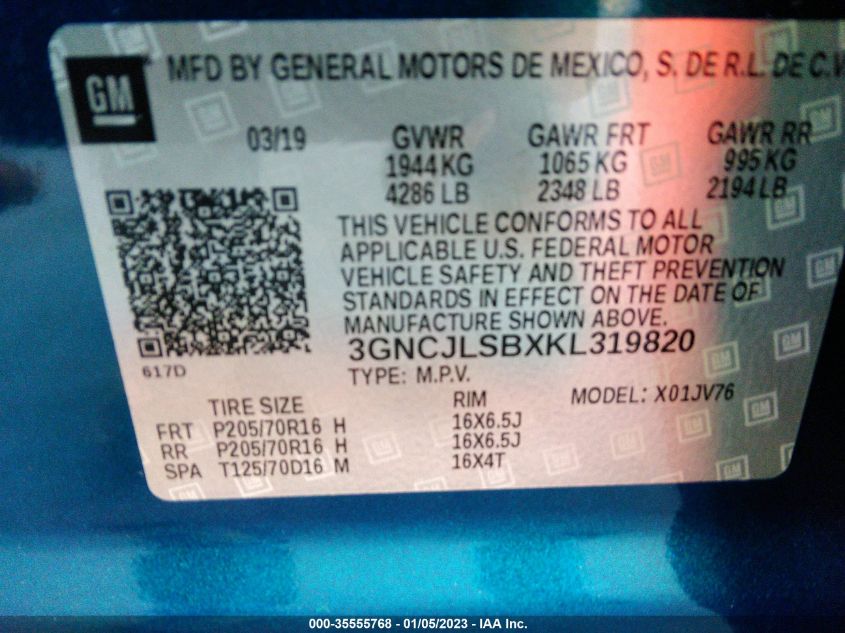 GM
MFD BY GENERAL MOTORS DE MEXICO, S. DE R.L. DE C.V
03/19 GVWR GAWR FRT GAWR RR
1944 KG 1065 KG 995 KG
4286 LB 2348 LB 2194 LB
THIS VEHICLE CONFORMS TO ALL
APPLICABLE U.S. FEDERAL MOTOR
VEHICLE SAFETY AND THEFT PREVENTION
STANDARDS IN EFFECT ON THE DATE OF
MANUFACTURE SHOWN ABOVE.
3GNCJLSBXKL319820
617D
TYPE: M.P.V. MODEL: X01JV76
TIRE SIZE RIM
FRT P205/70R16 H 16X6.5J
RR P205/70R16 H 16X6.5J
SPA T125/70D16 M 16X4T
000-35555768 - 01/05/2023 - IAA Inc.